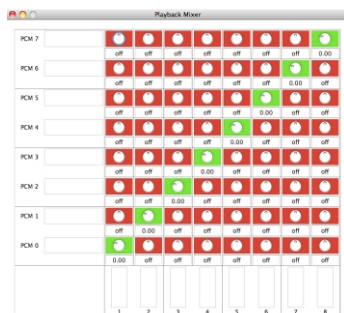 Playback Mixer
PCM 7
off off off off off off off 0.00
PCM 6
off off off off off off 0.00 off
PCM 5
off off off off off 0.00 off off
PCM 4
off off off off 0.00 off off off
PCM 3
off off off 0.00 off off off off
PCM 2
off off 0.00 off off off off off
PCM 1
off 0.00 off off off off off off
PCM 0
0.00 off off off off off off off
1 2 3 4 5 6 7 8